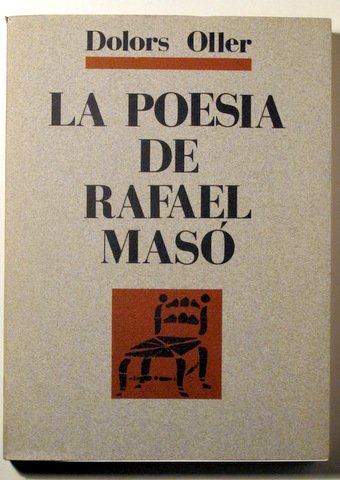 Dolors Oller
LA POESIA
DE
RAFAEL
MASÓ